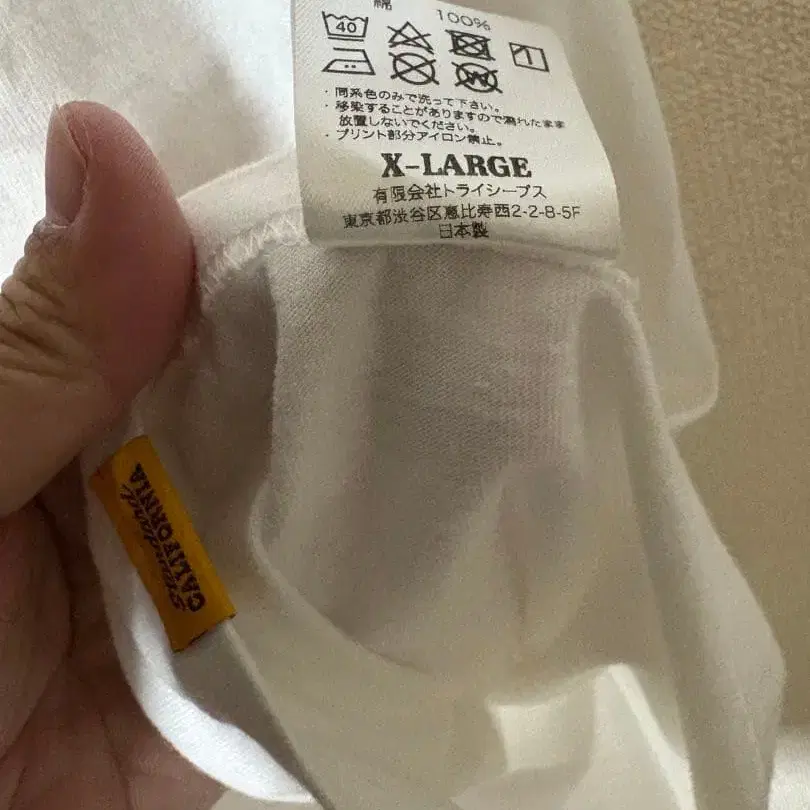 綿 100%
40
W
・同系色のみで洗って下さい。
・移染することがありますので濡れたまま
放置しないでください。
・プリント部分アイロン禁止。
X-LARGE
有限会社トライシープス
東京都渋谷区恵比寿西2-2-8-5F
日本製
Standard
CALIFORNIA